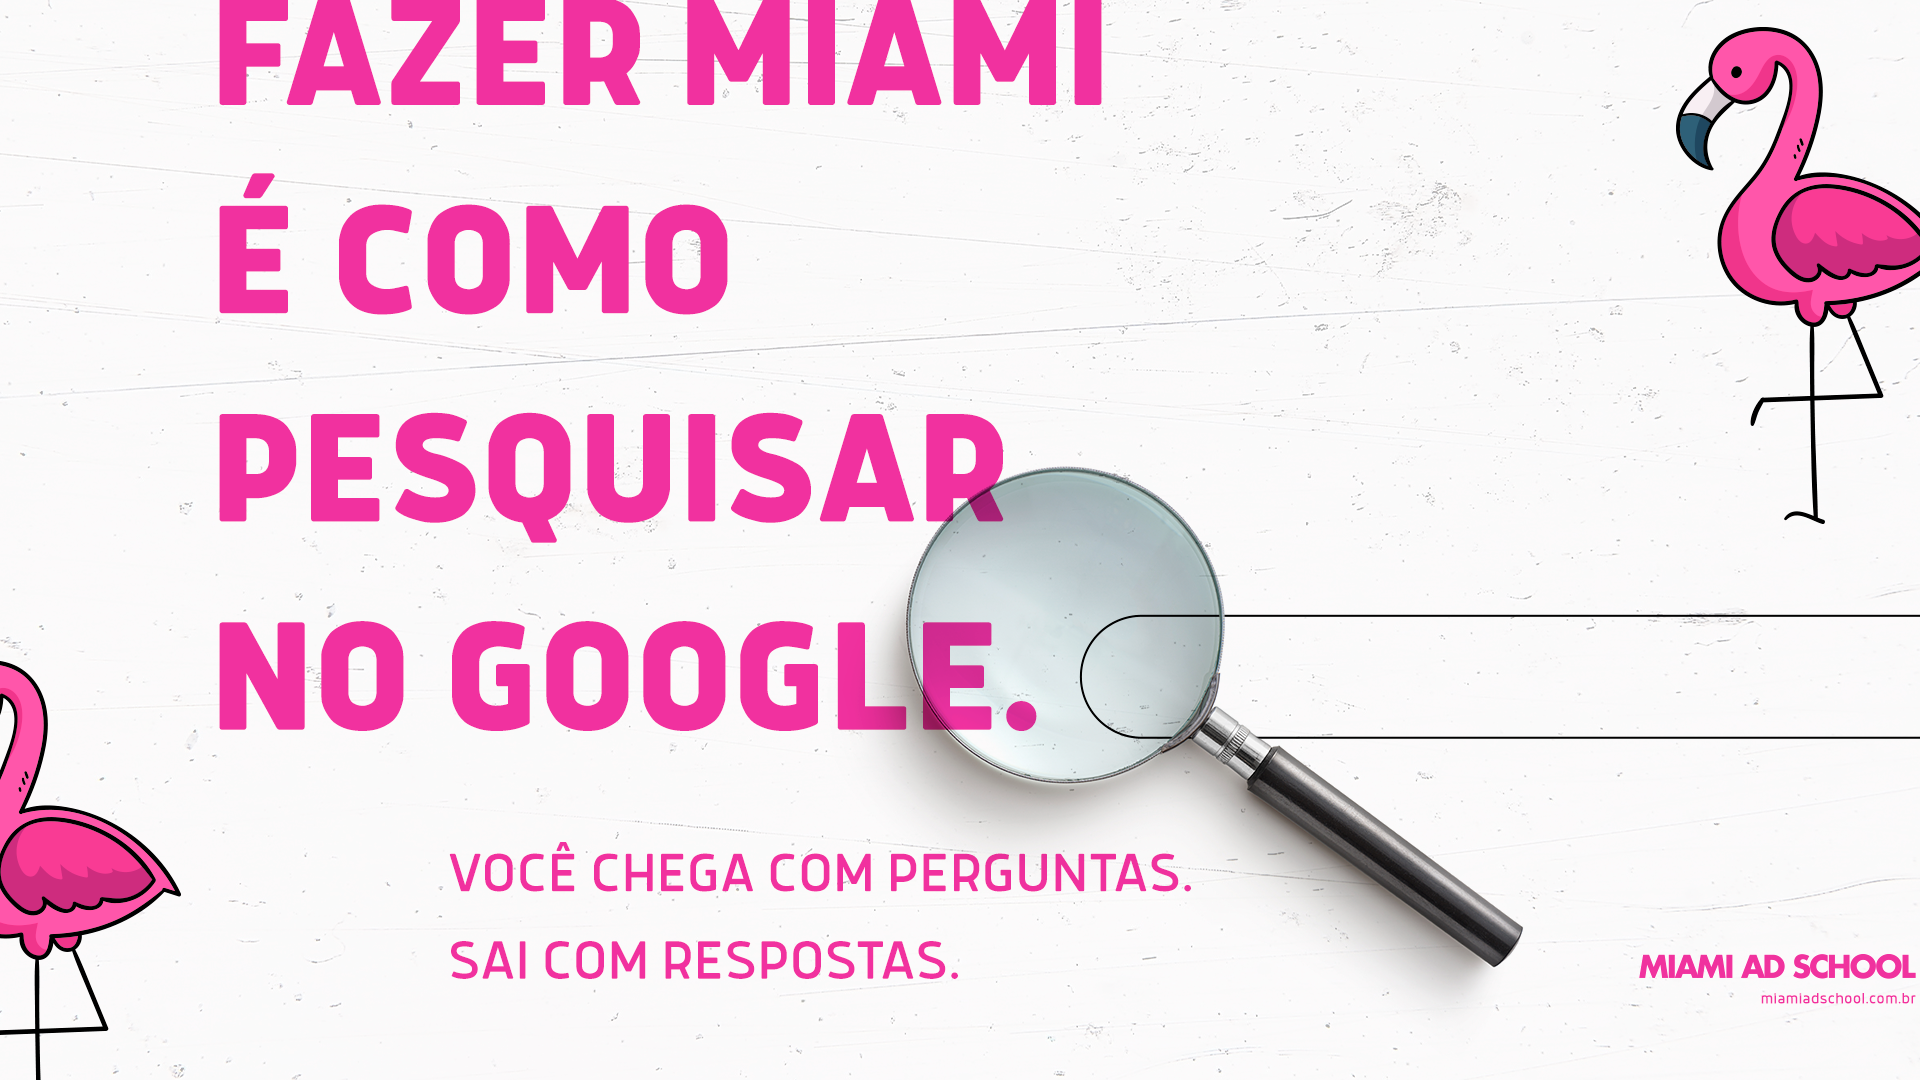 FAZER MIAMI
É COMO
PESQUISAR
NO GOOGLE.
VOCÊ CHEGA COM PERGUNTAS.
SAI COM RESPOSTAS.
MIAMI AD SCHOOL
miamiadschool.com.br